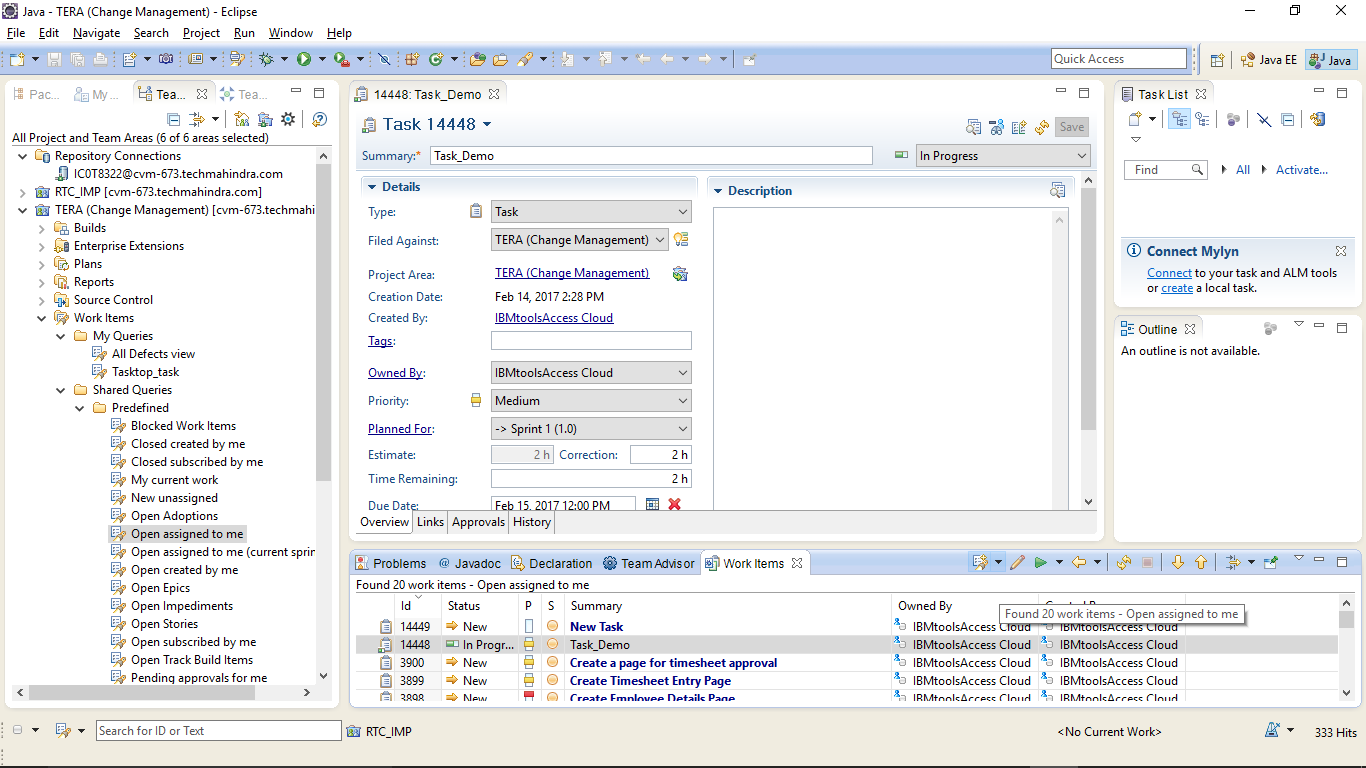 Java - TERA (Change Management) - Eclipse
File Edit Navigate Search Project Run Window Help
Quick Access
Java EE
Java
Pac...
My ...
Tea...
Tea...
All Project and Team Areas (6 of 6 areas selected)
Repository Connections
IC0T8322@cvm-673.techmahindra.com
RTC_IMP [cvm-673.techmahindra.com]
TERA (Change Management) [cvm-673.techmahi
Builds
Enterprise Extensions
Plans
Reports
Source Control
Work Items
My Queries
All Defects view
Tasktop_task
Shared Queries
Predefined
Blocked Work Items
Closed created by me
Closed subscribed by me
My current work
New unassigned
Open Adoptions
Open assigned to me
Open assigned to me (current sprin
Open created by me
Open Epics
Open Impediments
Open Stories
Open subscribed by me
Open Track Build Items
Pending approvals for me
14448: Task_Demo
Task 14448
Save
Summary:* Task_Demo
In Progress
Details
Type: Task
Filed Against: TERA (Change Management)
Project Area: TERA (Change Management)
Creation Date: Feb 14, 2017 2:28 PM
Created By: IBMtoolsAccess Cloud
Tags:
Owned By: IBMtoolsAccess Cloud
Priority: Medium
Planned For: -> Sprint 1 (1.0)
Estimate: 2 h Correction: 2 h
Time Remaining: 2 h
Due Date: Feb 15, 2017 12:00 PM
Description
Overview Links Approvals History
Task List
Find
All
Activate...
Connect Mylyn
Connect to your task and ALM tools
or create a local task.
Outline
An outline is not available.
Problems @ Javadoc Declaration Team Advisor Work Items
Found 20 work items - Open assigned to me
Id Status P S Summary Owned By
Found 20 work items - Open assigned to me
14449 New New Task IBMtoolsAccess Cloud IBMtoolsAccess Cloud
14448 In Progr... Task_Demo IBMtoolsAccess Cloud IBMtoolsAccess Cloud
3900 New Create a page for timesheet approval IBMtoolsAccess Cloud IBMtoolsAccess Cloud
3899 New Create Timesheet Entry Page IBMtoolsAccess Cloud IBMtoolsAccess Cloud
3898 New Create Employee Details Page IBMtoolsAccess Cloud IBMtoolsAccess Cloud
Search for ID or Text
RTC_IMP
<No Current Work>
333 Hits